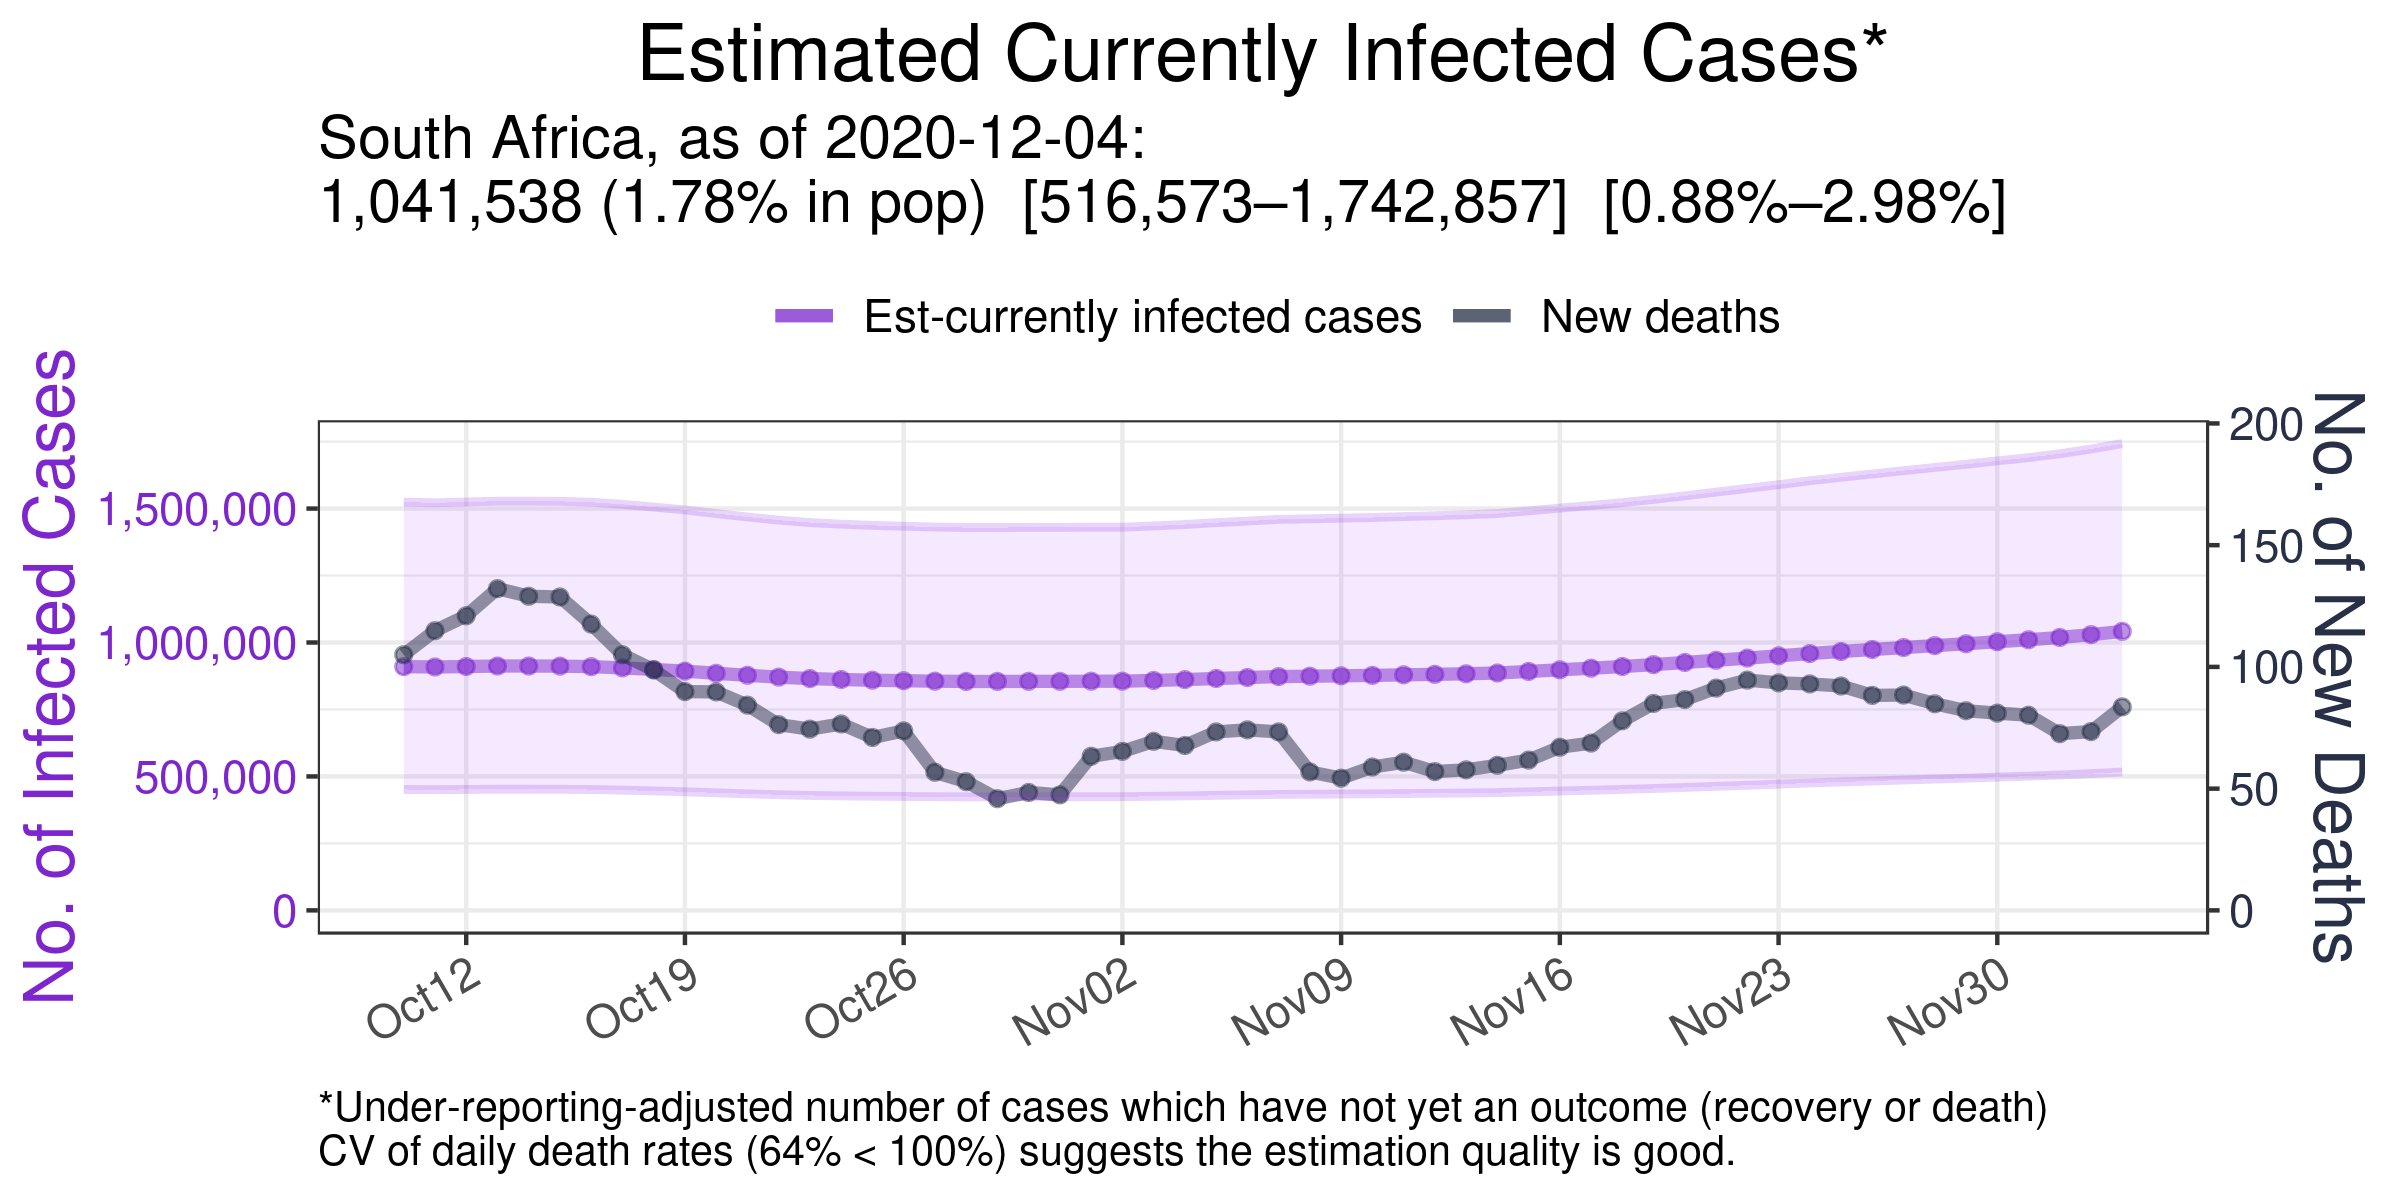 Estimated Currently Infected Cases*
South Africa, as of 2020-12-04:
1,041,538 (1.78% in pop)  [516,573–1,742,857]  [0.88%–2.98%]
Est-currently infected cases
New deaths
No. of Infected Cases
1,500,000
1,000,000
500,000
0
200
150
100
50
0
No. of New Deaths
Oct12
Oct19
Oct26
Nov02
Nov09
Nov16
Nov23
Nov30
*Under-reporting-adjusted number of cases which have not yet an outcome (recovery or death)
CV of daily death rates (64% < 100%) suggests the estimation quality is good.